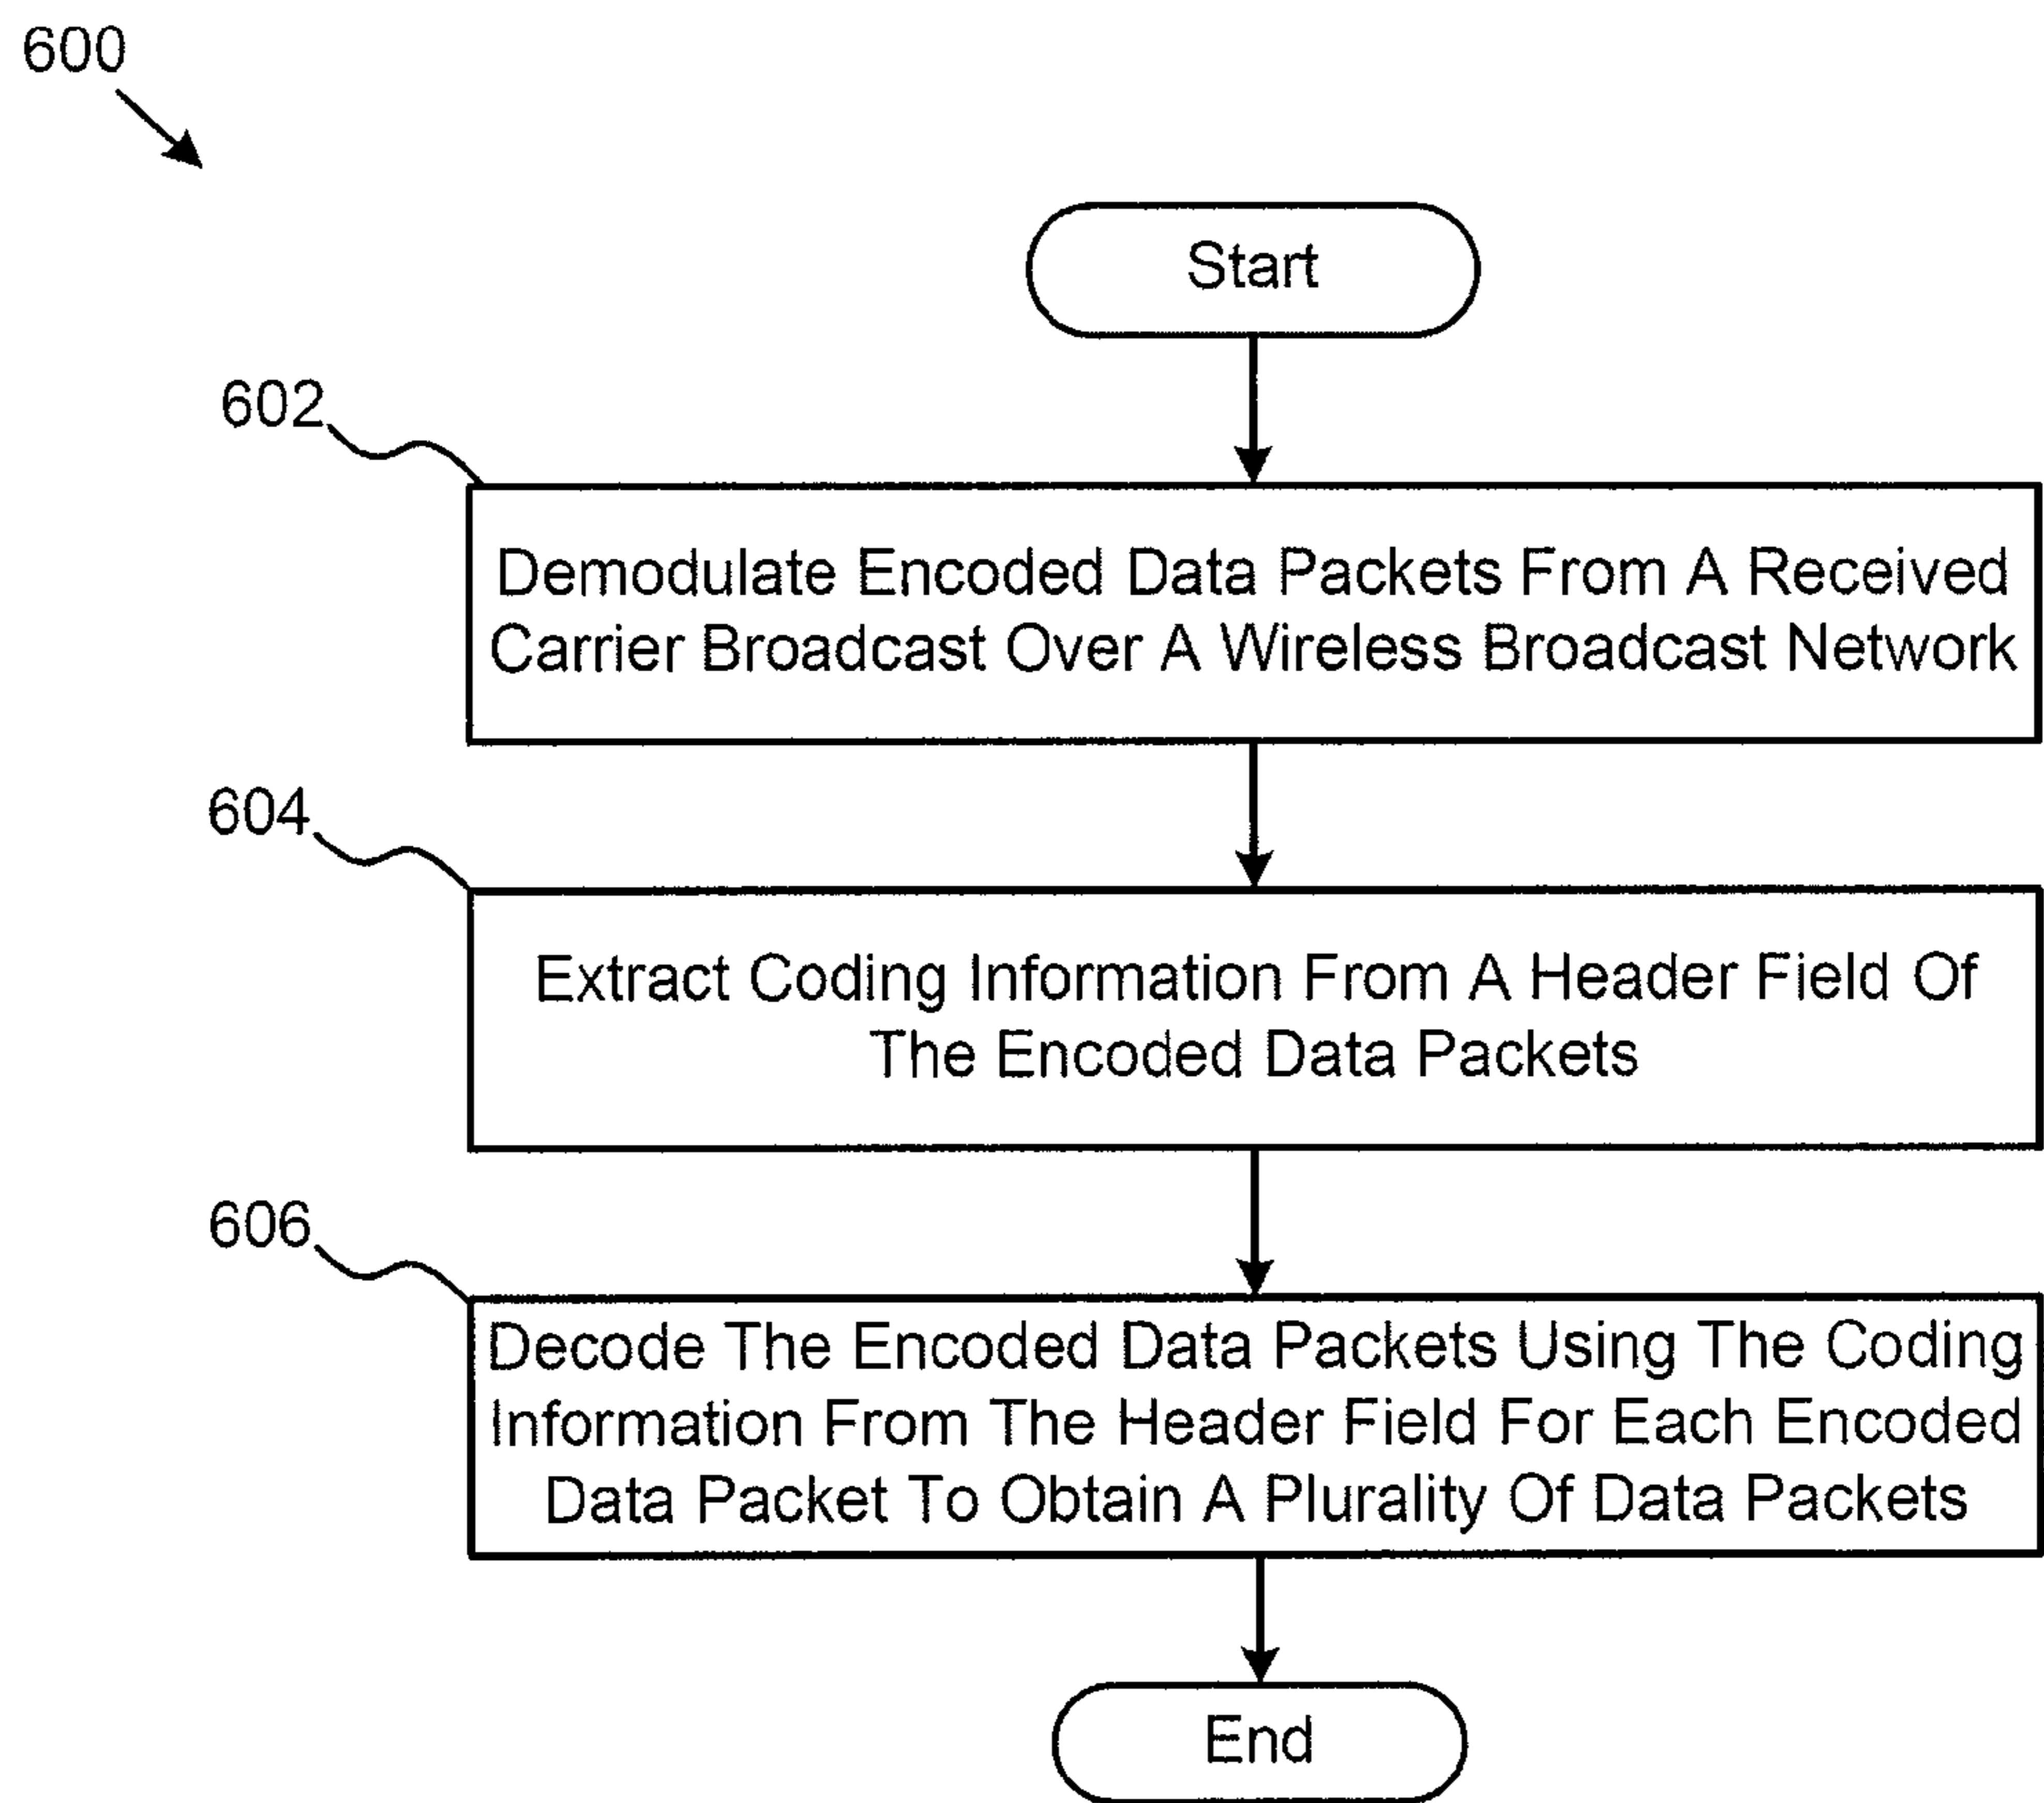 600
Start
602
Demodulate Encoded Data Packets From A Received
Carrier Broadcast Over A Wireless Broadcast Network
604
Extract Coding Information From A Header Field Of
The Encoded Data Packets
606
Decode The Encoded Data Packets Using The Coding
Information From The Header Field For Each Encoded
Data Packet To Obtain A Plurality Of Data Packets
End